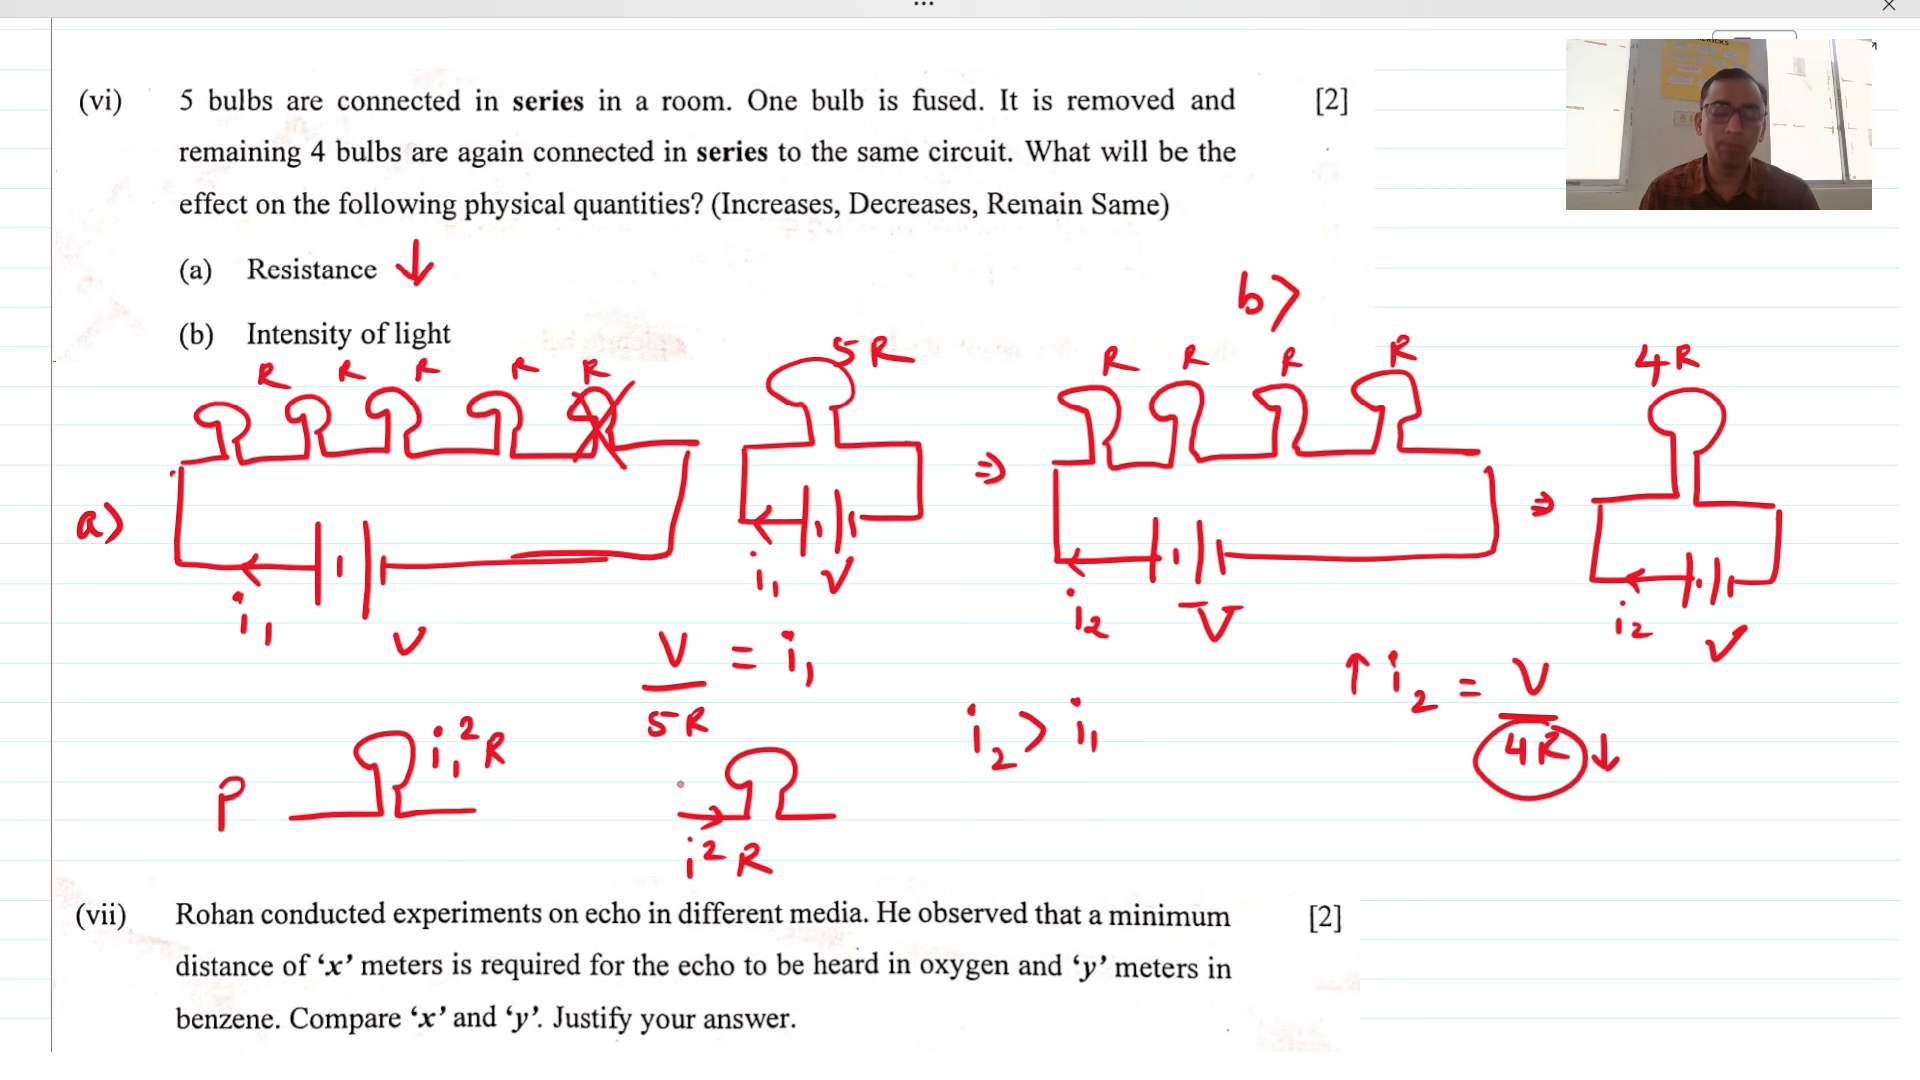 ...
(vi) 5 bulbs are connected in series in a room. One bulb is fused. It is removed and [2]
remaining 4 bulbs are again connected in series to the same circuit. What will be the
effect on the following physical quantities? (Increases, Decreases, Remain Same)
(a) Resistance ↓
(b) Intensity of light
b>
R R R R R
5R
R R R R
4R
a)
⇒
⇒
i₁ V
i₁ V
i₂ V
i₂ V
V/5R = i₁
i₂ > i₁
↑ i₂ = V/4R ↓
P i₁²R
i²R
(vii) Rohan conducted experiments on echo in different media. He observed that a minimum [2]
distance of ‘x’ meters is required for the echo to be heard in oxygen and ‘y’ meters in
benzene. Compare ‘x’ and ‘y’. Justify your answer.